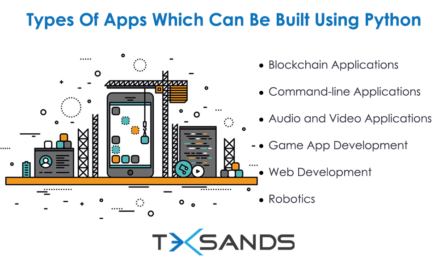 Types Of Apps Which Can Be Built Using Python
Blockchain Applications
Command-line Applications
Audio and Video Applications
Game App Development
Web Development
Robotics
TEXSANDS